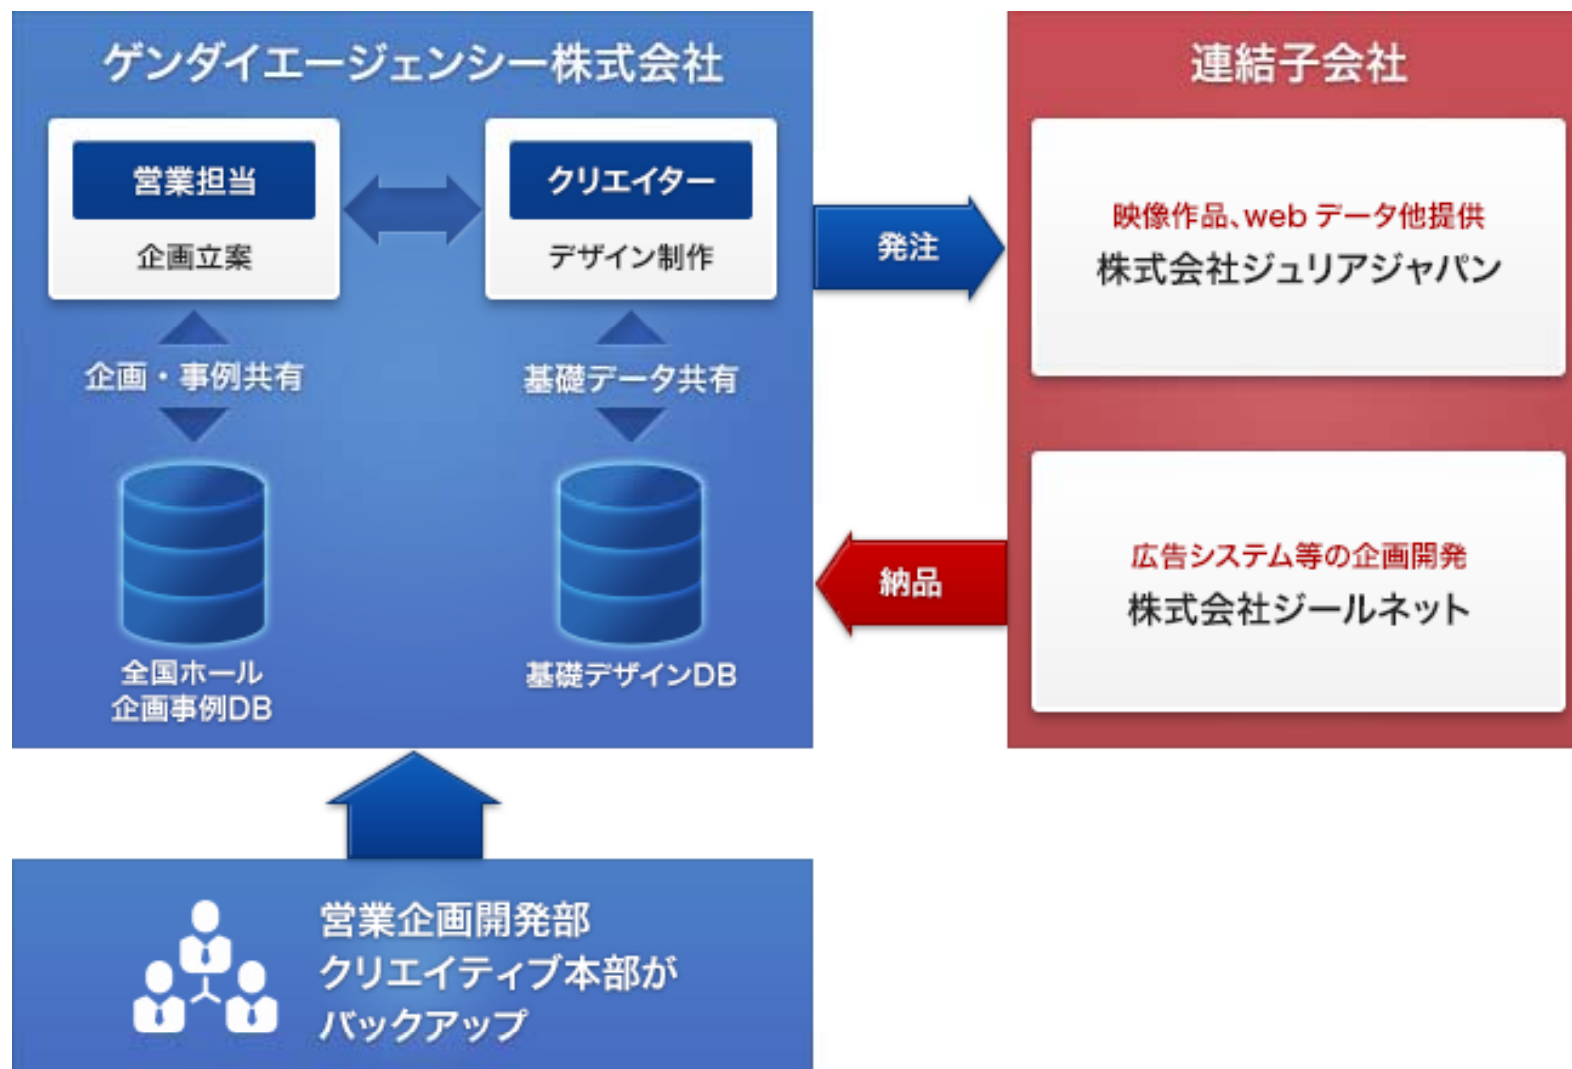 ゲンダイエージェンシー株式会社
営業担当
企画立案
クリエイター
デザイン制作
企画・事例共有
基礎データ共有
全国ホール
企画事例DB
基礎デザインDB
発注
納品
連結子会社
映像作品、web データ他提供
株式会社ジュリアジャパン
広告システム等の企画開発
株式会社ジールネット
営業企画開発部
クリエイティブ本部が
バックアップ